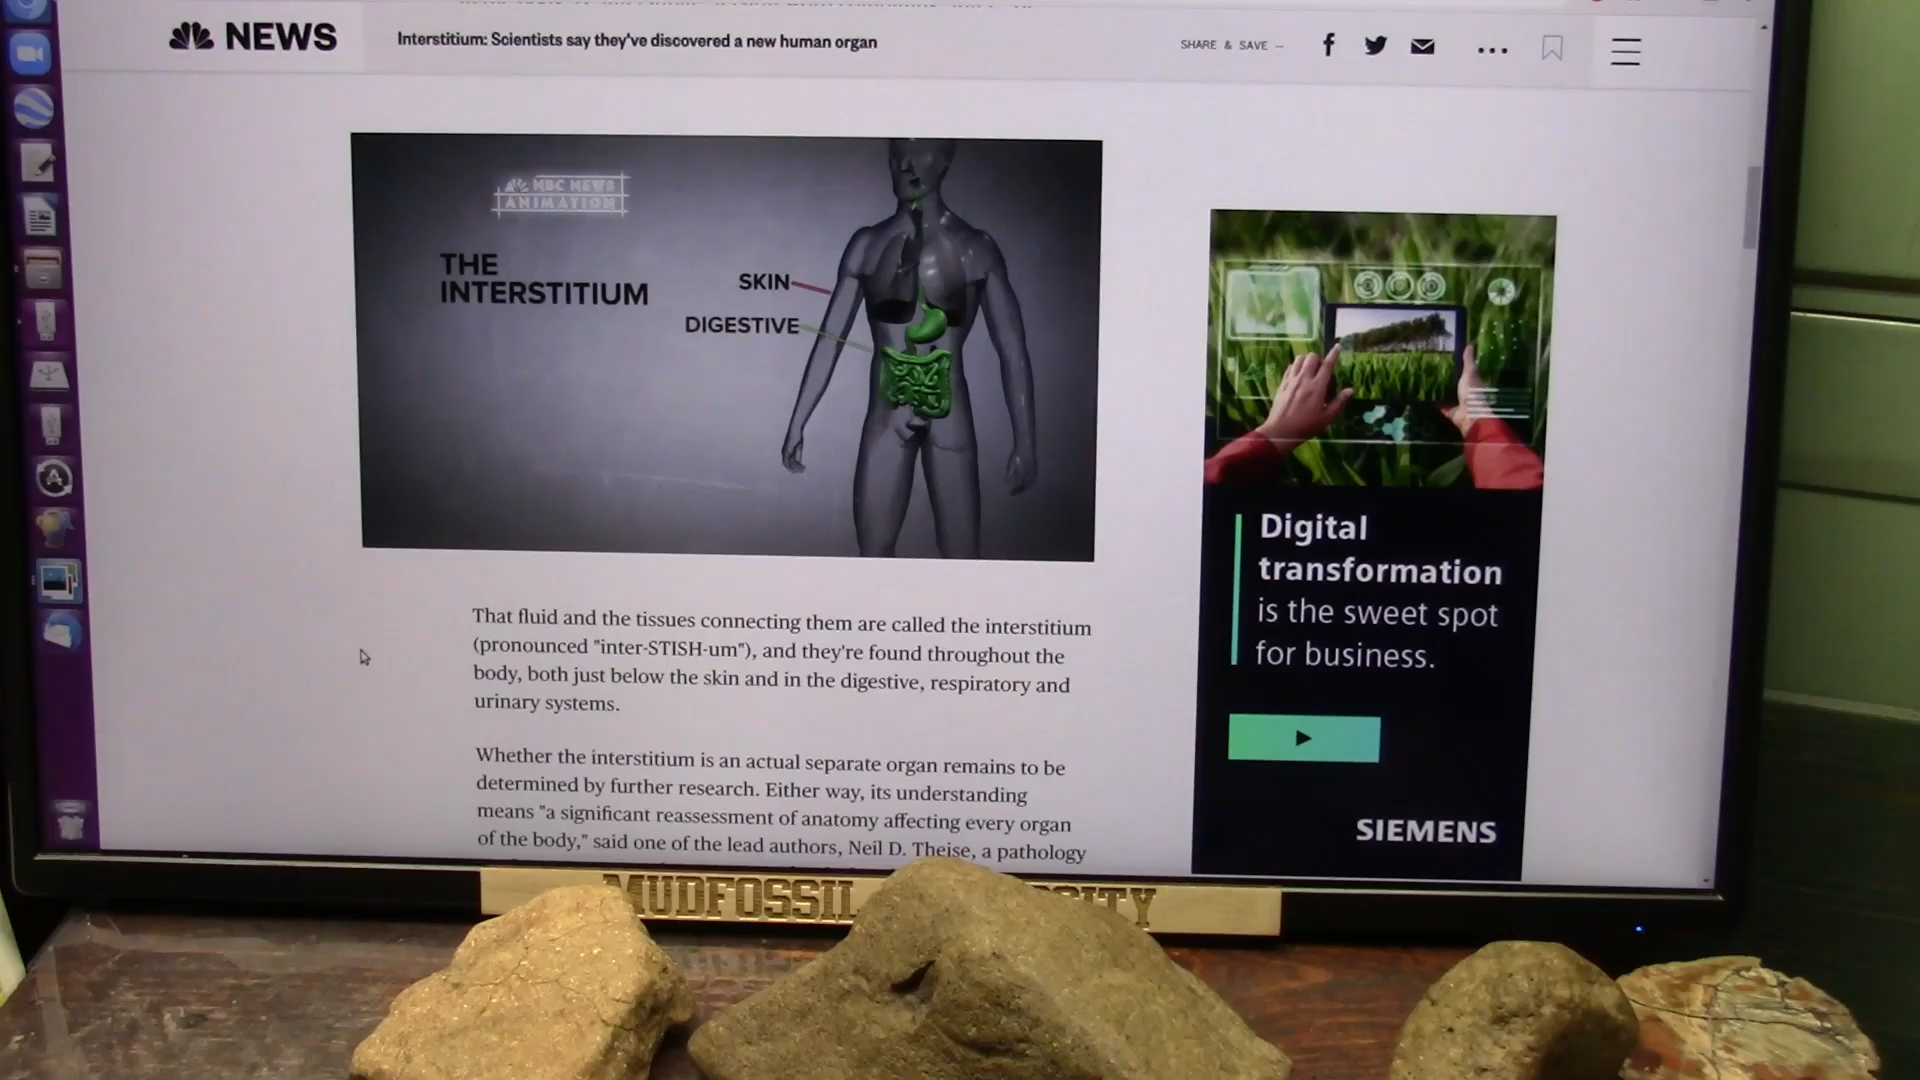 NEWS
Interstitium: Scientists say they've discovered a new human organ
SHARE & SAVE —
NBC NEWS
ANIMATION
THE
INTERSTITIUM
SKIN
DIGESTIVE
That fluid and the tissues connecting them are called the interstitium
(pronounced "inter-STISH-um"), and they're found throughout the
body, both just below the skin and in the digestive, respiratory and
urinary systems.
Whether the interstitium is an actual separate organ remains to be
determined by further research. Either way, its understanding
means "a significant reassessment of anatomy affecting every organ
of the body," said one of the lead authors, Neil D. Theise, a pathology
Digital
transformation
is the sweet spot
for business.
SIEMENS
MUDFOSSIL